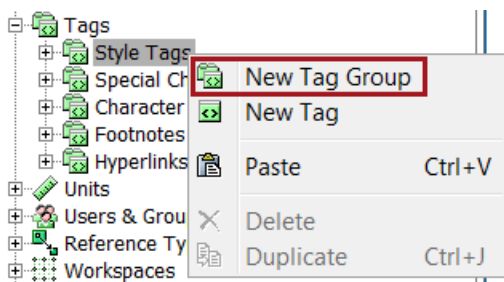 Tags
Style Tags
Special Ch
New Tag Group
Character
New Tag
Footnotes
Hyperlinks
Paste Ctrl+V
Units
Users & Grou
Delete
Reference Ty
Duplicate Ctrl+J
Workspaces